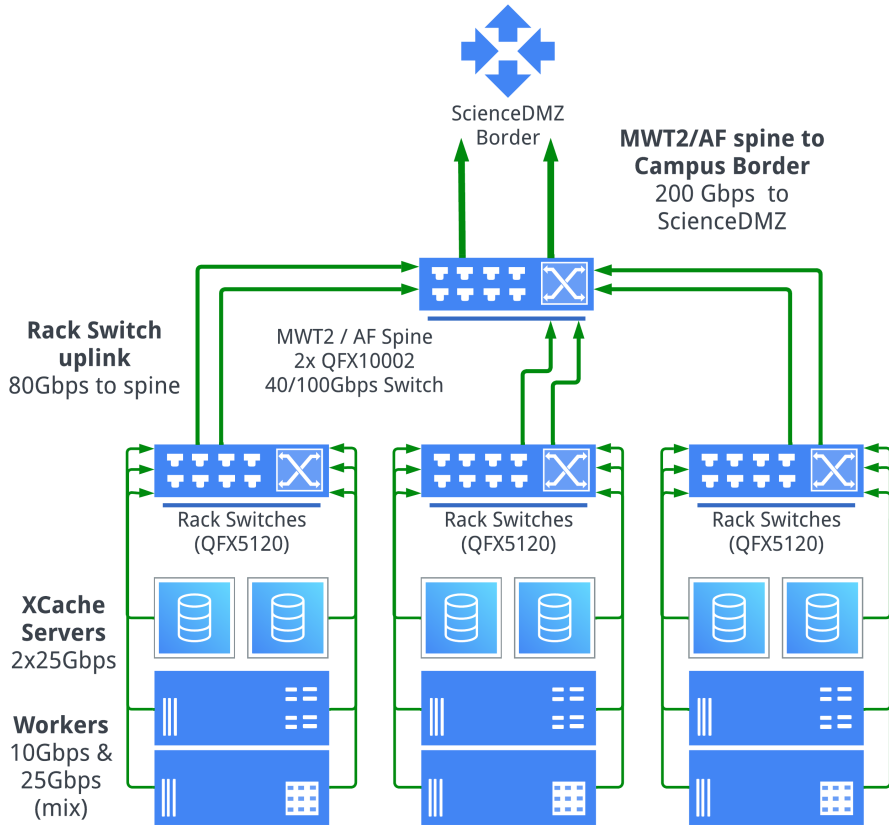 ScienceDMZ
Border
MWT2/AF spine to
Campus Border
200 Gbps to
ScienceDMZ
Rack Switch
uplink
80Gbps to spine
MWT2 / AF Spine
2x QFX10002
40/100Gbps Switch
Rack Switches
(QFX5120)
Rack Switches
(QFX5120)
Rack Switches
(QFX5120)
XCache
Servers
2x25Gbps
Workers
10Gbps &
25Gbps
(mix)